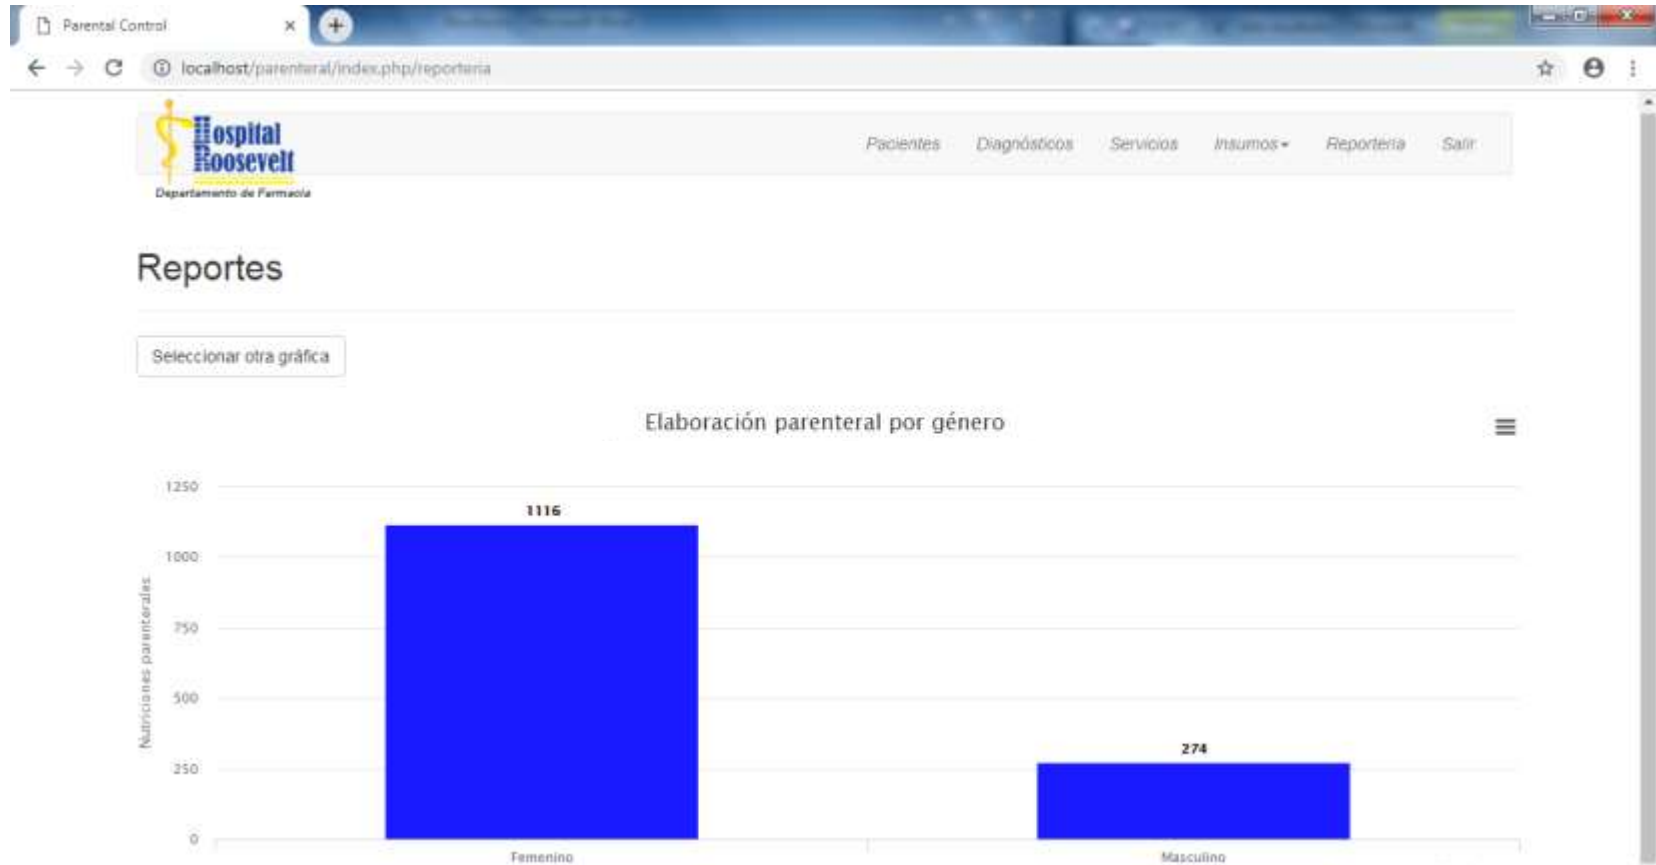 Parental Control
localhost/parenteral/index.php/reporteria
Hospital
Roosevelt
Departamento de Farmacia
Pacientes Diagnósticos Servicios Insumos Reporteria Salir
Reportes
Seleccionar otra gráfica
Elaboración parenteral por género
Nutriciones parenterales
1250
1000
750
500
250
0
1116
274
Femenino Masculino